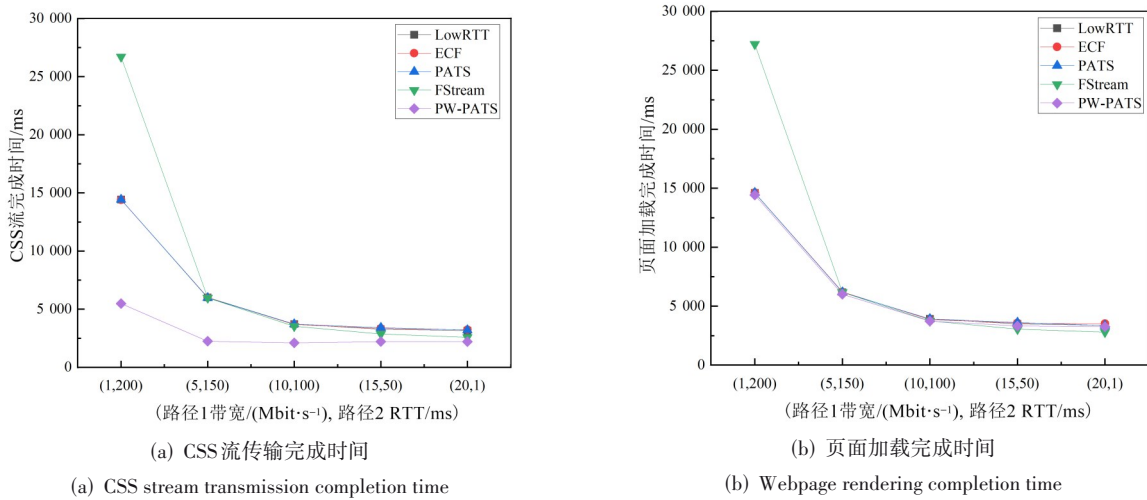 30 000
25 000
20 000
15 000
10 000
5 000
0
CSS流完成时间/ms
LowRTT
ECF
PATS
FStream
PW-PATS
(1,200) (5,150) (10,100) (15,50) (20,1)
(路径1带宽/(Mbit·s⁻¹), 路径2 RTT/ms)
(a) CSS流传输完成时间
(a) CSS stream transmission completion time
30 000
25 000
20 000
15 000
10 000
5 000
0
页面加载完成时间/ms
LowRTT
ECF
PATS
FStream
PW-PATS
(1,200) (5,150) (10,100) (15,50) (20,1)
(路径1带宽/(Mbit·s⁻¹), 路径2 RTT/ms)
(b) 页面加载完成时间
(b) Webpage rendering completion time